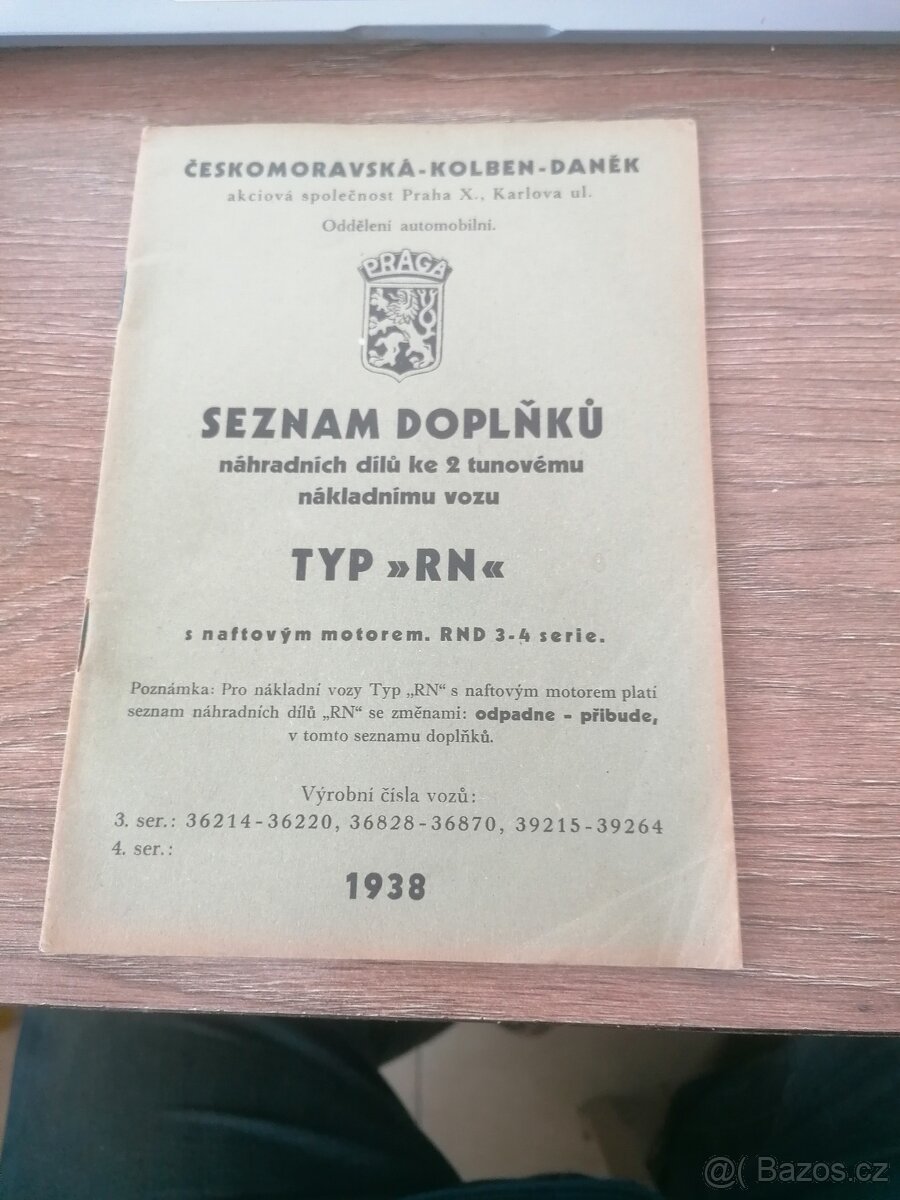 ČESKOMORAVSKÁ-KOLBEN-DANĚK
akciová společnost Praha X., Karlova ul.
Oddělení automobilní.
PRAGA
SEZNAM DOPLŇKŮ
náhradních dílů ke 2 tunovému
nákladnímu vozu
TYP »RN«
s naftovým motorem. RND 3-4 serie.
Poznámka: Pro nákladní vozy Typ „RN“ s naftovým motorem platí
seznam náhradních dílů „RN“ se změnami: odpadne - přibude,
v tomto seznamu doplňků.
Výrobní čísla vozů:
3. ser.: 36214-36220, 36828-36870, 39215-39264
4. ser.:
1938
@( Bazos.cz